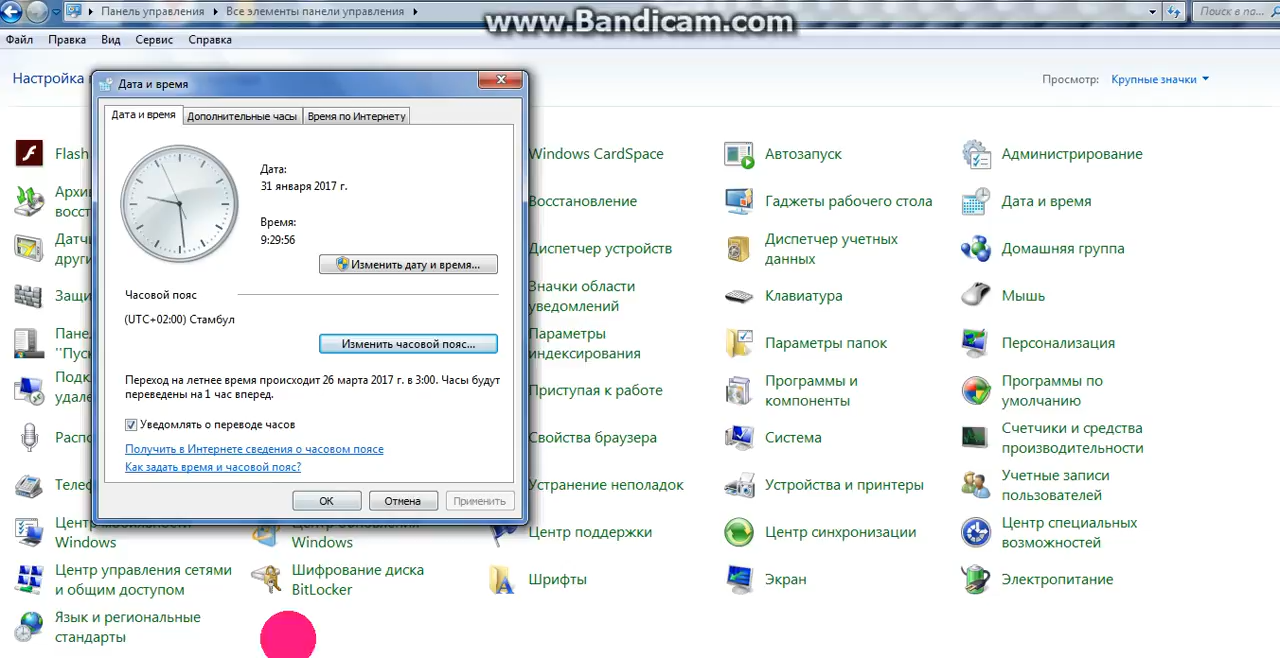 Панель управления ▸ Все элементы панели управления ▸
www.Bandicam.com
Поиск в па...
Файл Правка Вид Сервис Справка
Настройка
Просмотр: Крупные значки
Дата и время
Дата и время Дополнительные часы Время по Интернету
Дата:
31 января 2017 г.
Время:
9:29:56
Изменить дату и время...
Часовой пояс
(UTC+02:00) Стамбул
Изменить часовой пояс...
Переход на летнее время происходит 26 марта 2017 г. в 3:00. Часы будут
переведены на 1 час вперед.
Уведомлять о переводе часов
Получить в Интернете сведения о часовом поясе
Как задать время и часовой пояс?
ОК Отмена Применить
Flash
Windows CardSpace
Автозапуск
Администрирование
Архи
восст
Восстановление
Гаджеты рабочего стола
Дата и время
Датч
други
Диспетчер устройств
Диспетчер учетных
данных
Домашняя группа
Защи
Значки области
уведомлений
Клавиатура
Мышь
Пане
"Пуск
Параметры
индексирования
Параметры папок
Персонализация
Подк
удале
Приступая к работе
Программы и
компоненты
Программы по
умолчанию
Распо
Свойства браузера
Система
Счетчики и средства
производительности
Телеф
Устранение неполадок
Устройства и принтеры
Учетные записи
пользователей
Центр мобильности
Windows
Центр обновления
Windows
Центр поддержки
Центр синхронизации
Центр специальных
возможностей
Центр управления сетями
и общим доступом
Шифрование диска
BitLocker
Шрифты
Экран
Электропитание
Язык и региональные
стандарты